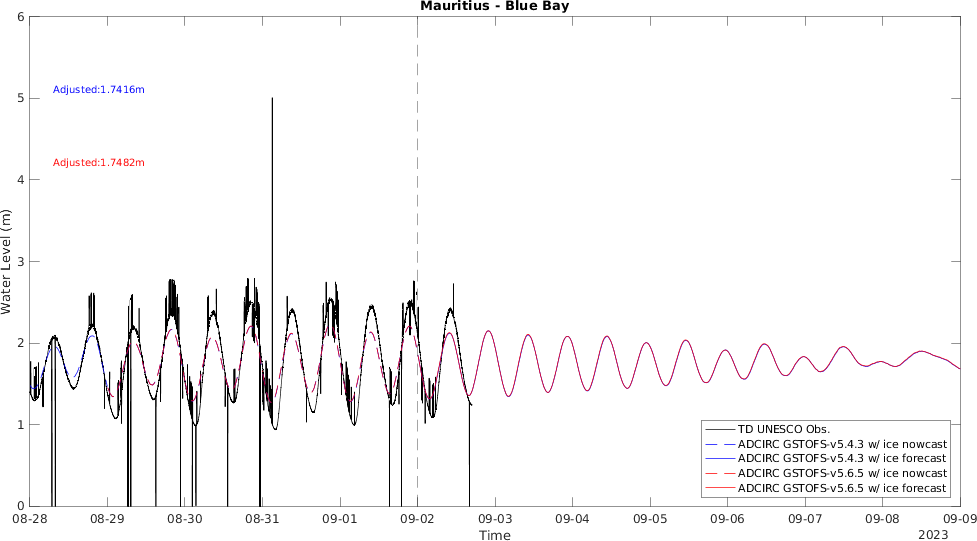 Mauritius - Blue Bay
6
5
4
3
2
1
0
Water Level (m)
Adjusted:1.7416m
Adjusted:1.7482m
TD UNESCO Obs.
ADCIRC GSTOFS-v5.4.3 w/ ice nowcast
ADCIRC GSTOFS-v5.4.3 w/ ice forecast
ADCIRC GSTOFS-v5.6.5 w/ ice nowcast
ADCIRC GSTOFS-v5.6.5 w/ ice forecast
08-28 08-29 08-30 08-31 09-01 09-02 09-03 09-04 09-05 09-06 09-07 09-08 09-09
Time
2023